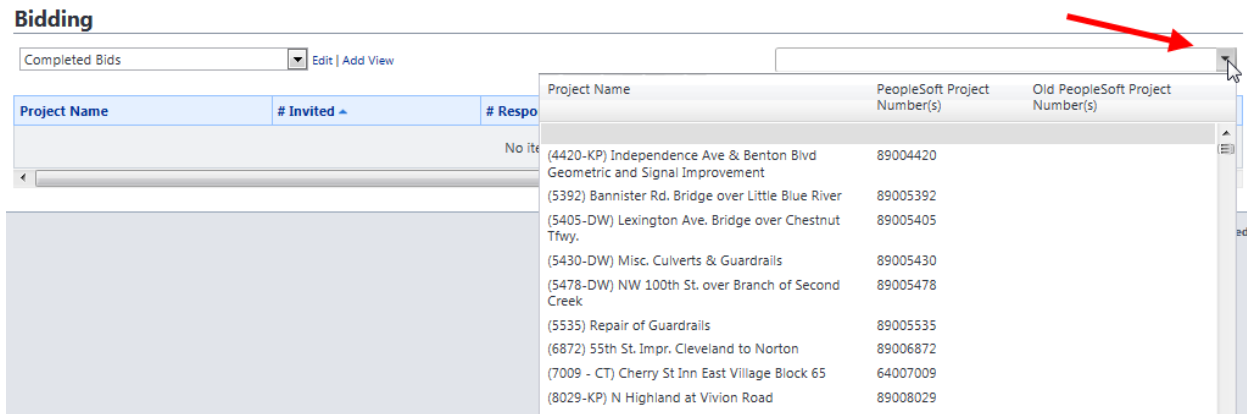 Bidding
Completed Bids
Edit | Add View
Project Name
# Invited
# Respo
No ite
Project Name PeopleSoft Project Old PeopleSoft Project
Number(s) Number(s)
(4420-KP) Independence Ave & Benton Blvd 89004420
Geometric and Signal Improvement
(5392) Bannister Rd. Bridge over Little Blue River 89005392
(5405-DW) Lexington Ave. Bridge over Chestnut 89005405
Tfwy.
(5430-DW) Misc. Culverts & Guardrails 89005430
(5478-DW) NW 100th St. over Branch of Second 89005478
Creek
(5535) Repair of Guardrails 89005535
(6872) 55th St. Impr. Cleveland to Norton 89006872
(7009 - CT) Cherry St Inn East Village Block 65 64007009
(8029-KP) N Highland at Vivion Road 89008029
ed